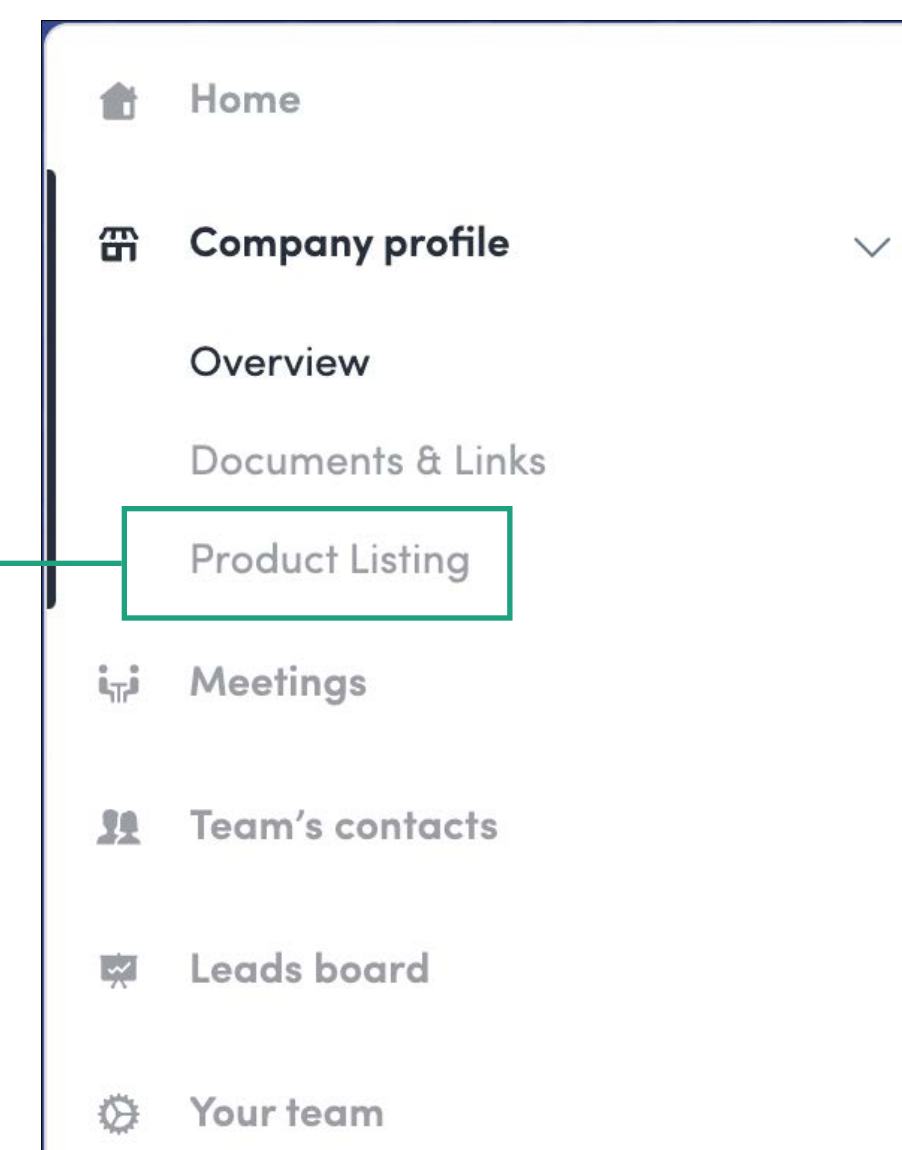 Home
Company profile
Overview
Documents & Links
Product Listing
Meetings
Team’s contacts
Leads board
Your team